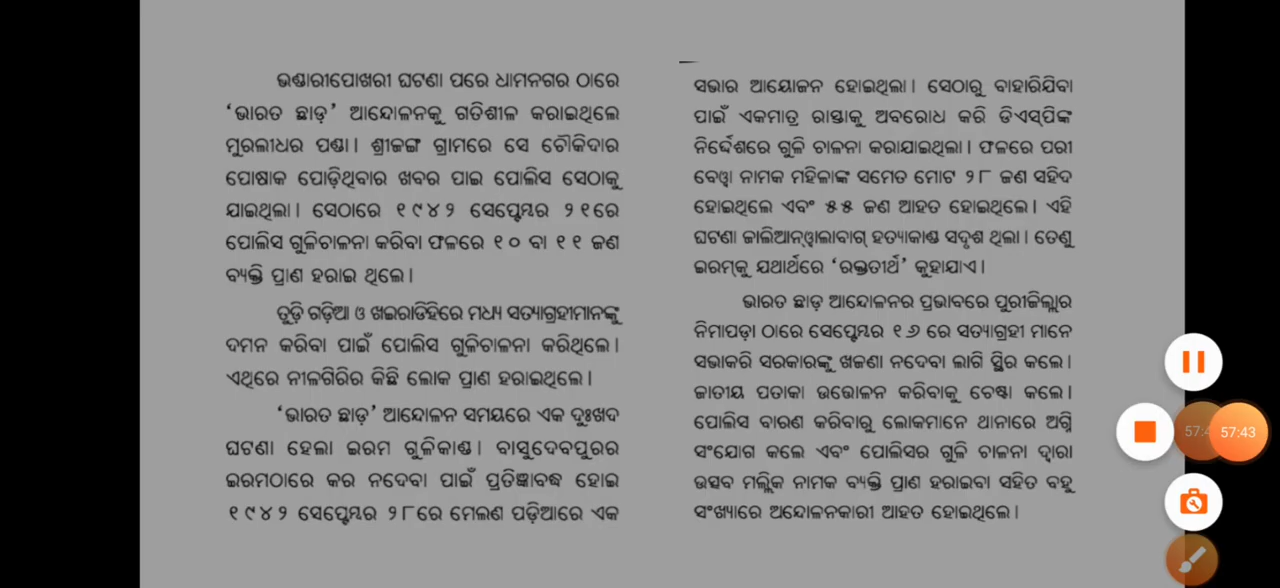 ଭଣ୍ଡାରୀପୋଖରୀ ଘଟଣା ପରେ ଧାମନଗର ଠାରେ
‘ଭାରତ ଛାଡ଼’ ଆନ୍ଦୋଳନକୁ ଗତିଶୀଳ କରାଇଥିଲେ
ମୁରଲୀଧର ପଣ୍ଡା। ଶ୍ରୀଜଙ୍ଗ ଗ୍ରାମରେ ସେ ଚୌକିଦାର
ପୋଷାକ ପୋଡ଼ିଥିବାର ଖବର ପାଇ ପୋଲିସ ସେଠାକୁ
ଯାଇଥିଲା। ସେଠାରେ ୧୯୪୨ ସେପ୍ଟେମ୍ବର ୨୧ରେ
ପୋଲିସ ଗୁଳିଚାଳନା କରିବା ଫଳରେ ୧୦ ବା ୧୧ ଜଣ
ବ୍ୟକ୍ତି ପ୍ରାଣ ହରାଇ ଥିଲେ।
ତୁଡ଼ି ଗଡ଼ିଆ ଓ ଖଇରାଡିହିରେ ମଧ୍ୟ ସତ୍ୟାଗ୍ରହୀମାନଙ୍କୁ
ଦମନ କରିବା ପାଇଁ ପୋଲିସ ଗୁଳିଚାଳନା କରିଥିଲେ।
ଏଥିରେ ନୀଳଗିରିର କିଛି ଲୋକ ପ୍ରାଣ ହରାଇଥିଲେ।
‘ଭାରତ ଛାଡ଼’ ଆନ୍ଦୋଳନ ସମୟରେ ଏକ ଦୁଃଖଦ
ଘଟଣା ହେଲା ଇରମ ଗୁଳିକାଣ୍ଡ। ବାସୁଦେବପୁରର
ଇରମଠାରେ କର ନଦେବା ପାଇଁ ପ୍ରତିଜ୍ଞାବଦ୍ଧ ହୋଇ
୧୯୪୨ ସେପ୍ଟେମ୍ବର ୨୮ରେ ମେଲଣ ପଡ଼ିଆରେ ଏକ
ସଭାର ଆୟୋଜନ ହୋଇଥିଲା। ସେଠାରୁ ବାହାରିଯିବା
ପାଇଁ ଏକମାତ୍ର ରାସ୍ତାକୁ ଅବରୋଧ କରି ଡିଏସ୍‌ପିଙ୍କ
ନିର୍ଦ୍ଦେଶରେ ଗୁଳି ଚାଳନା କରାଯାଇଥିଲା। ଫଳରେ ପରୀ
ବେଓ୍ବା ନାମକ ମହିଳାଙ୍କ ସମେତ ମୋଟ ୨୮ ଜଣ ସହିଦ
ହୋଇଥିଲେ ଏବଂ ୫୫ ଜଣ ଆହତ ହୋଇଥିଲେ। ଏହି
ଘଟଣା ଜାଲିଆନ୍‌ଓ୍ବାଲାବାଗ୍ ହତ୍ୟାକାଣ୍ଡ ସଦୃଶ ଥିଲା। ତେଣୁ
ଇରମ୍‌କୁ ଯଥାର୍ଥରେ ‘ରକ୍ତତୀର୍ଥ’ କୁହାଯାଏ।
ଭାରତ ଛାଡ଼ ଆନ୍ଦୋଳନର ପ୍ରଭାବରେ ପୁରୀଜିଲ୍ଲାର
ନିମାପଡ଼ା ଠାରେ ସେପ୍ଟେମ୍ବର ୧୬ ରେ ସତ୍ୟାଗ୍ରହୀ ମାନେ
ସଭାକରି ସରକାରଙ୍କୁ ଖଜଣା ନଦେବା ଲାଗି ସ୍ଥିର କଲେ।
ଜାତୀୟ ପତାକା ଉତ୍ତୋଳନ କରିବାକୁ ଚେଷ୍ଟା କଲେ।
ପୋଲିସ ବାରଣ କରିବାରୁ ଲୋକମାନେ ଥାନାରେ ଅଗ୍ନି
ସଂଯୋଗ କଲେ ଏବଂ ପୋଲିସର ଗୁଳି ଚାଳନା ଦ୍ୱାରା
ଉତ୍ସବ ମଲ୍ଲିକ ନାମକ ବ୍ୟକ୍ତି ପ୍ରାଣ ହରାଇବା ସହିତ ବହୁ
ସଂଖ୍ୟାରେ ଅନ୍ଦୋଳନକାରୀ ଆହତ ହୋଇଥିଲେ।
57:43